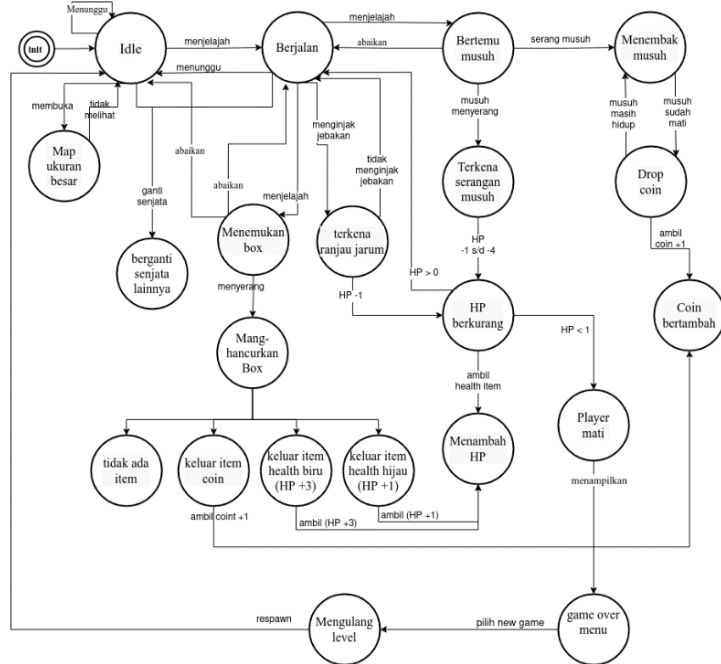 Menunggu
init
Idle
menjelajah
Berjalan
menjelajah
abaikan
Bertemu
musuh
serang musuh
Menembak
musuh
menunggu
membuka
tidak
melihat
Map
ukuran
besar
abaikan
ganti
senjata
berganti
senjata
lainnya
abaikan
menjelajah
Menemukan
box
menginjak
jebakan
tidak
menginjak
jebakan
terkena
ranjau jarum
musuh
menyerang
Terkena
serangan
musuh
musuh
masih
hidup
musuh
sudah
mati
Drop
coin
HP
-1 s/d -4
ambil
coin +1
menyerang
HP -1
HP > 0
HP
berkurang
HP < 1
Coin
bertambah
Mang-
hancurkan
Box
ambil
health item
Player
mati
tidak ada
item
keluar item
coin
keluar item
health biru
(HP +3)
keluar item
health hijau
(HP +1)
Menambah
HP
menampilkan
ambil coint +1
ambil (HP +3)
ambil (HP +1)
respawn
Mengulang
level
pilih new game
game over
menu